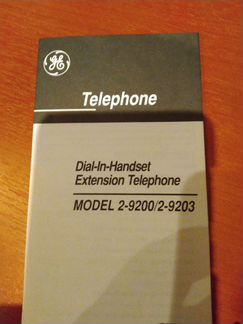 GE
Telephone
Dial-In-Handset
Extension Telephone
MODEL 2-9200/2-9203